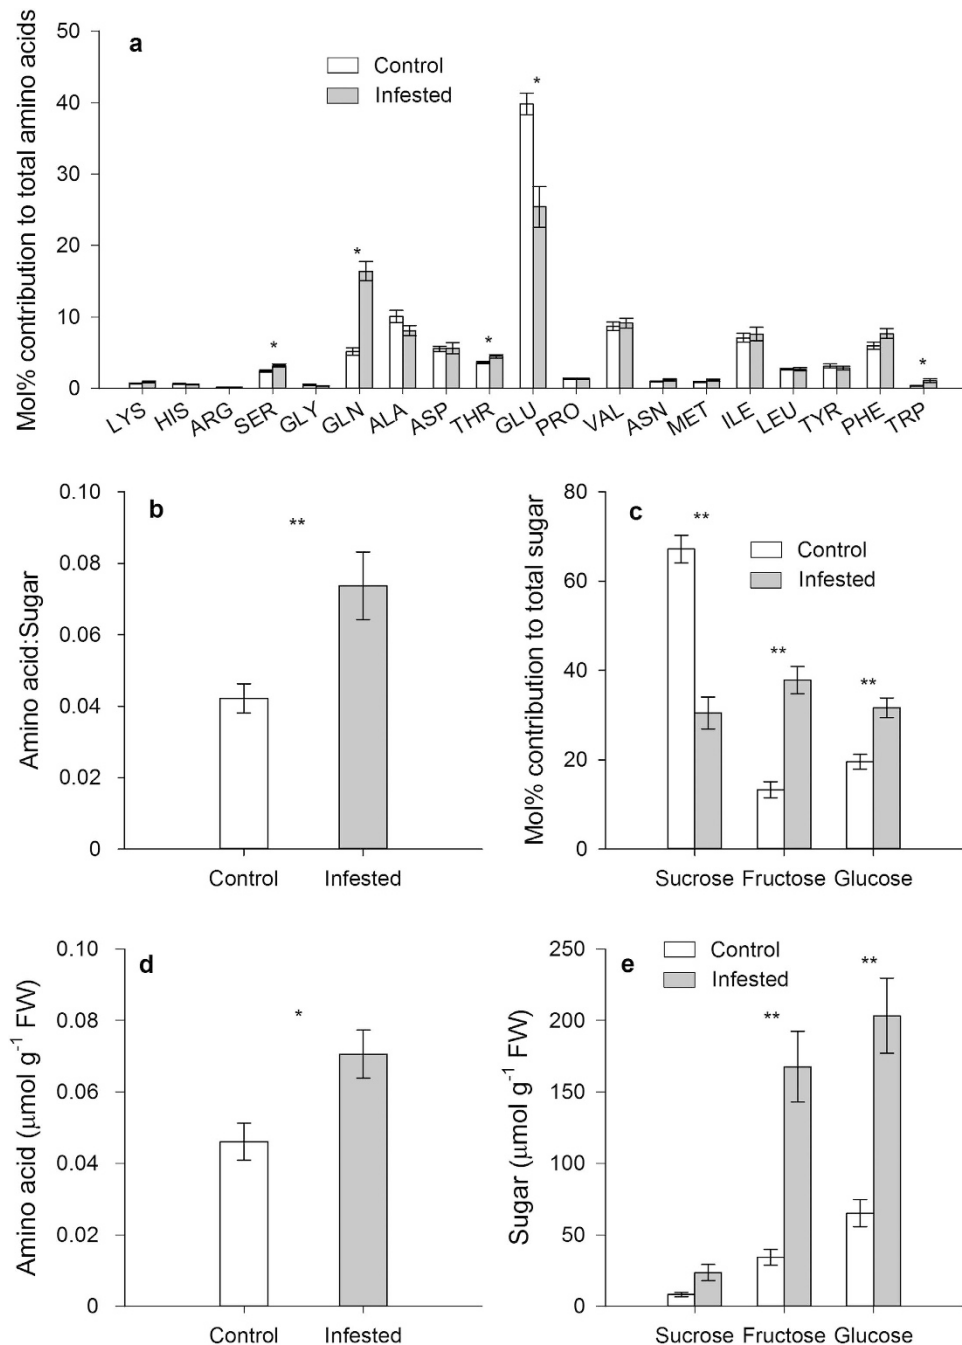 a
Control
Infested
Mol% contribution to total amino acids
50
40
30
20
10
0
*
*
*
*
*
LYS HIS ARG SER GLY GLN ALA ASP THR GLU PRO VAL ASN MET ILE LEU TYR PHE TRP
b
Amino acid:Sugar
0.10
0.08
0.06
0.04
0.02
0
**
Control Infested
c
Control
Infested
Mol% contribution to total sugar
80
60
40
20
0
**
**
**
Sucrose Fructose Glucose
d
Amino acid (μmol g-1 FW)
0.10
0.08
0.06
0.04
0.02
0
*
Control Infested
e
Control
Infested
Sugar (μmol g-1 FW)
250
200
150
100
50
0
**
**
Sucrose Fructose Glucose